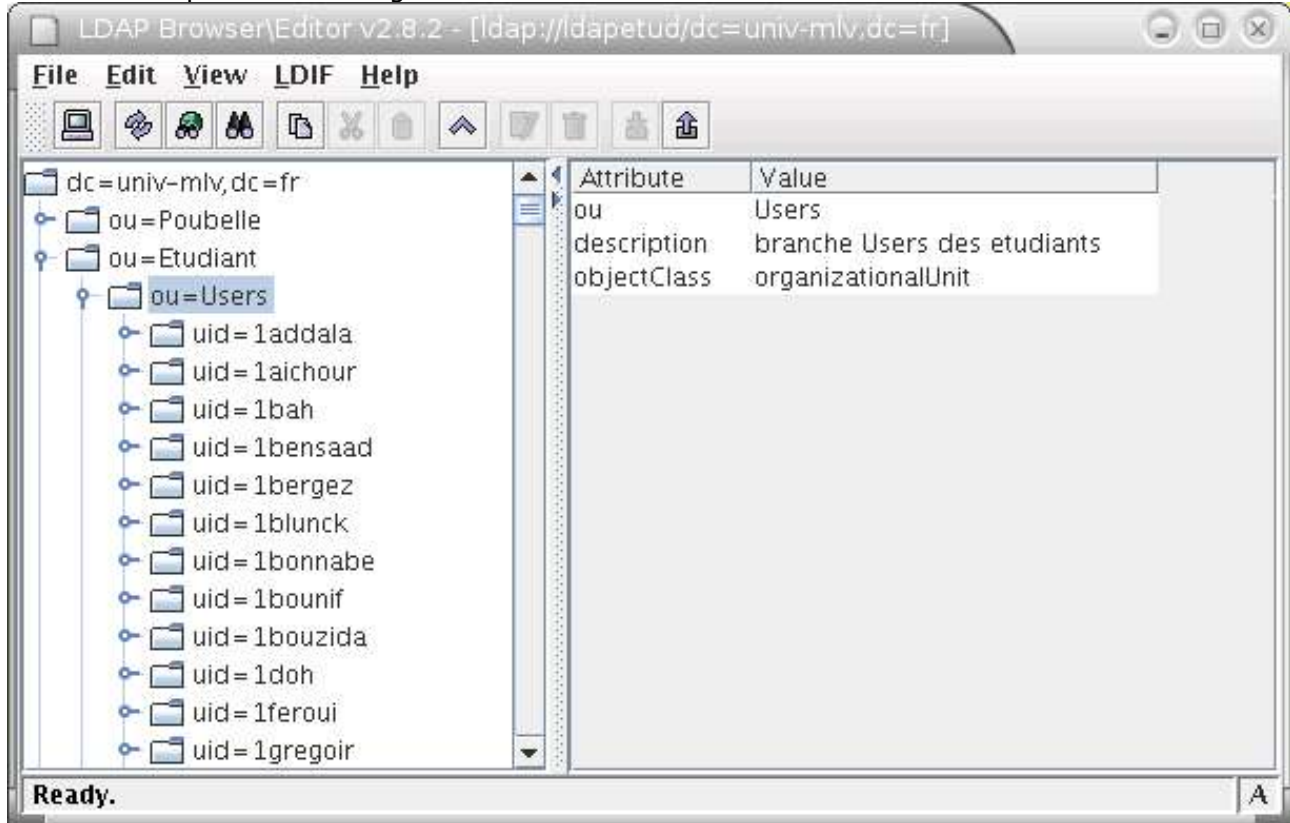 LDAP Browser\Editor v2.8.2 - [ldap://ldapetud/dc=univ-mlv,dc=fr]
File Edit View LDIF Help
dc=univ-mlv,dc=fr
ou=Poubelle
ou=Etudiant
ou=Users
uid=1addala
uid=1aichour
uid=1bah
uid=1bensaad
uid=1bergez
uid=1blunck
uid=1bonnabe
uid=1bounif
uid=1bouzida
uid=1doh
uid=1feroui
uid=1gregoir
Attribute Value
ou Users
description branche Users des etudiants
objectClass organizationalUnit
Ready. A